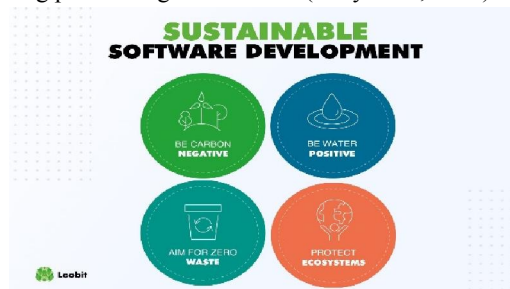 SUSTAINABLE
SOFTWARE DEVELOPMENT
BE CARBON
NEGATIVE
BE WATER
POSITIVE
AIM FOR ZERO
WASTE
PROTECT
ECOSYSTEMS
Leobit